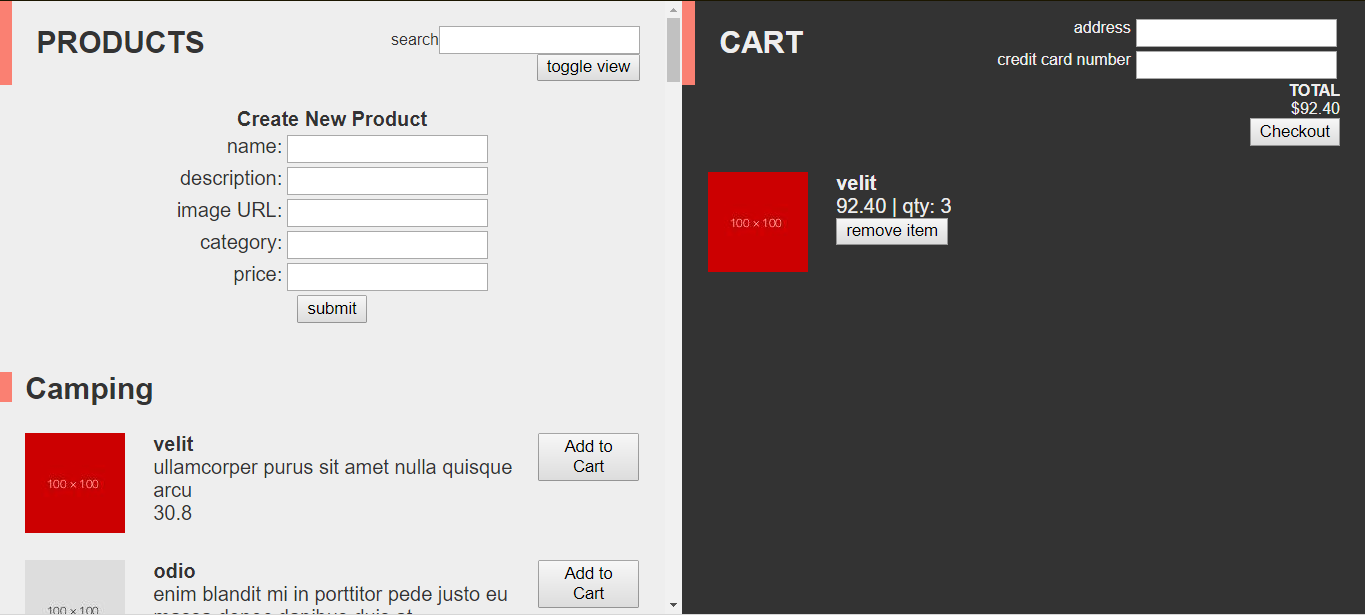 PRODUCTS
search
toggle view
Create New Product
name:
description:
image URL:
category:
price:
submit
Camping
100 × 100
velit
ullamcorper purus sit amet nulla quisque
arcu
30.8
Add to
Cart
100 × 100
odio
enim blandit mi in porttitor pede justo eu
Add to
Cart
CART
address
credit card number
TOTAL
$92.40
Checkout
100 × 100
velit
92.40 | qty: 3
remove item